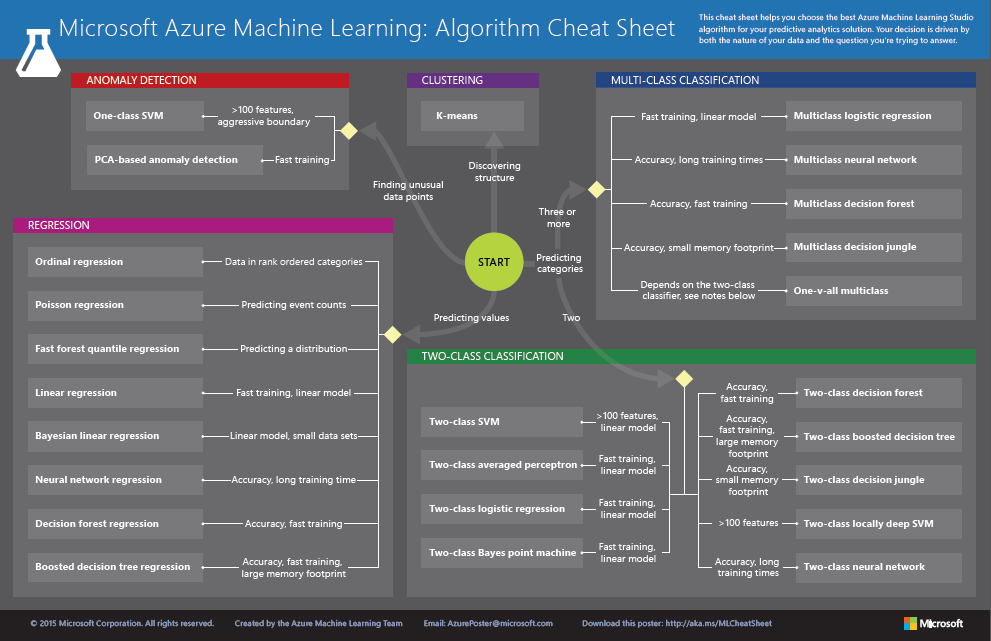 Microsoft Azure Machine Learning: Algorithm Cheat Sheet
This cheat sheet helps you choose the best Azure Machine Learning Studio
algorithm for your predictive analytics solution. Your decision is driven by
both the nature of your data and the question you're trying to answer.
ANOMALY DETECTION
One-class SVM
>100 features,
aggressive boundary
PCA-based anomaly detection
Fast training
CLUSTERING
K-means
Discovering
structure
Finding unusual
data points
START
Three or
more
Predicting
categories
Predicting values
Two
MULTI-CLASS CLASSIFICATION
Fast training, linear model
Multiclass logistic regression
Accuracy, long training times
Multiclass neural network
Accuracy, fast training
Multiclass decision forest
Accuracy, small memory footprint
Multiclass decision jungle
Depends on the two-class
classifier, see notes below
One-v-all multiclass
REGRESSION
Ordinal regression
Data in rank ordered categories
Poisson regression
Predicting event counts
Fast forest quantile regression
Predicting a distribution
Linear regression
Fast training, linear model
Bayesian linear regression
Linear model, small data sets
Neural network regression
Accuracy, long training time
Decision forest regression
Accuracy, fast training
Boosted decision tree regression
Accuracy, fast training,
large memory footprint
TWO-CLASS CLASSIFICATION
Two-class SVM
>100 features,
linear model
Two-class averaged perceptron
Fast training,
linear model
Two-class logistic regression
Fast training,
linear model
Two-class Bayes point machine
Fast training,
linear model
Accuracy,
fast training
Two-class decision forest
Accuracy,
fast training,
large memory
footprint
Two-class boosted decision tree
Accuracy,
small memory
footprint
Two-class decision jungle
>100 features
Two-class locally deep SVM
Accuracy, long
training times
Two-class neural network
© 2015 Microsoft Corporation. All rights reserved.
Created by the Azure Machine Learning Team
Email: AzurePoster@microsoft.com
Download this poster: http://aka.ms/MLCheatSheet
Microsoft